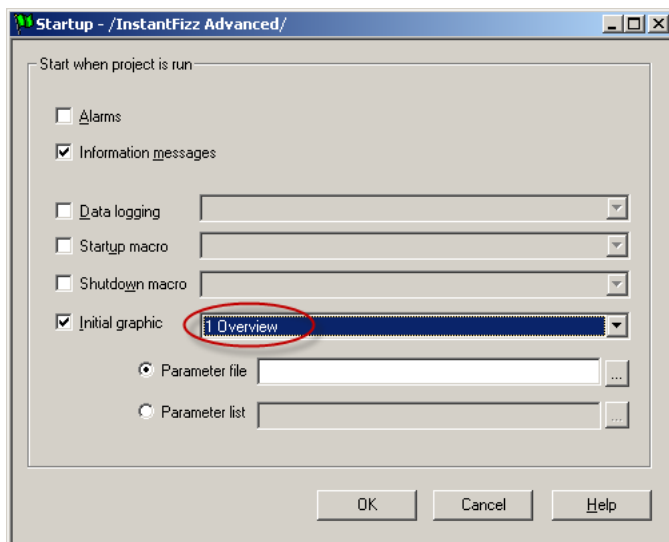 Startup - /InstantFizz Advanced/
Start when project is run
Alarms
Information messages
Data logging
Startup macro
Shutdown macro
Initial graphic 1 Overview
Parameter file ...
Parameter list ...
OK Cancel Help